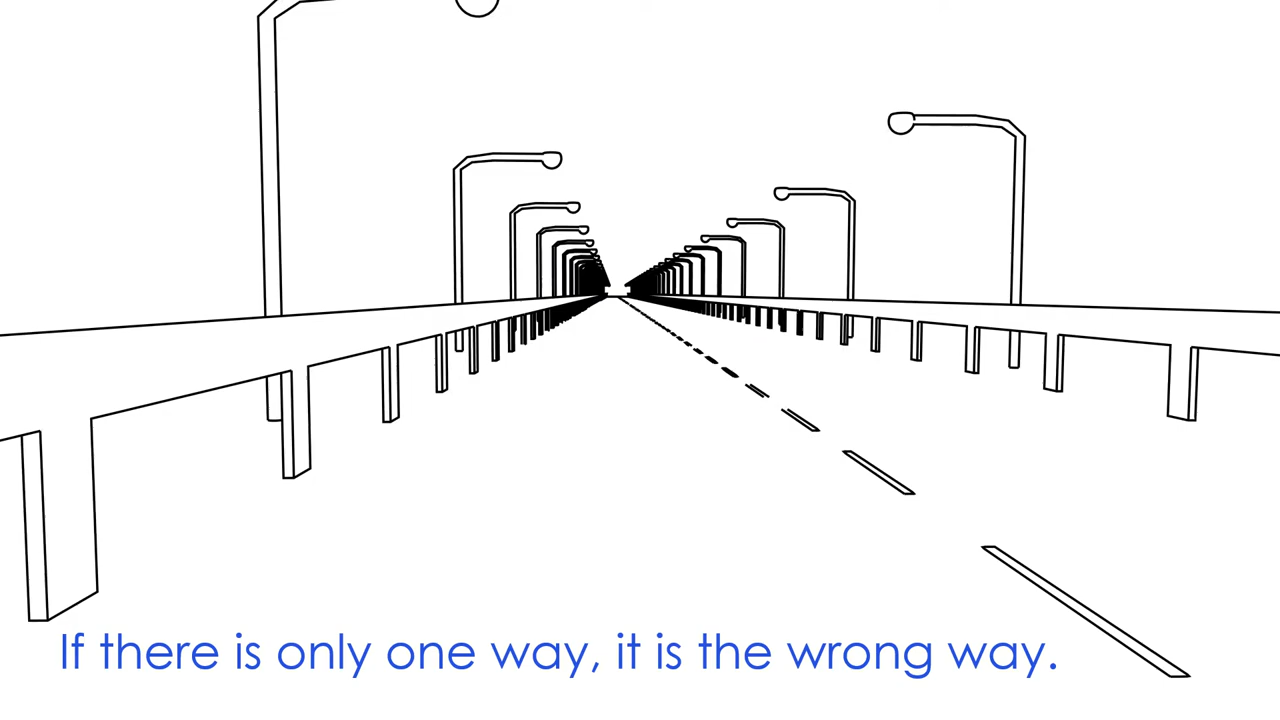 If there is only one way, it is the wrong way.